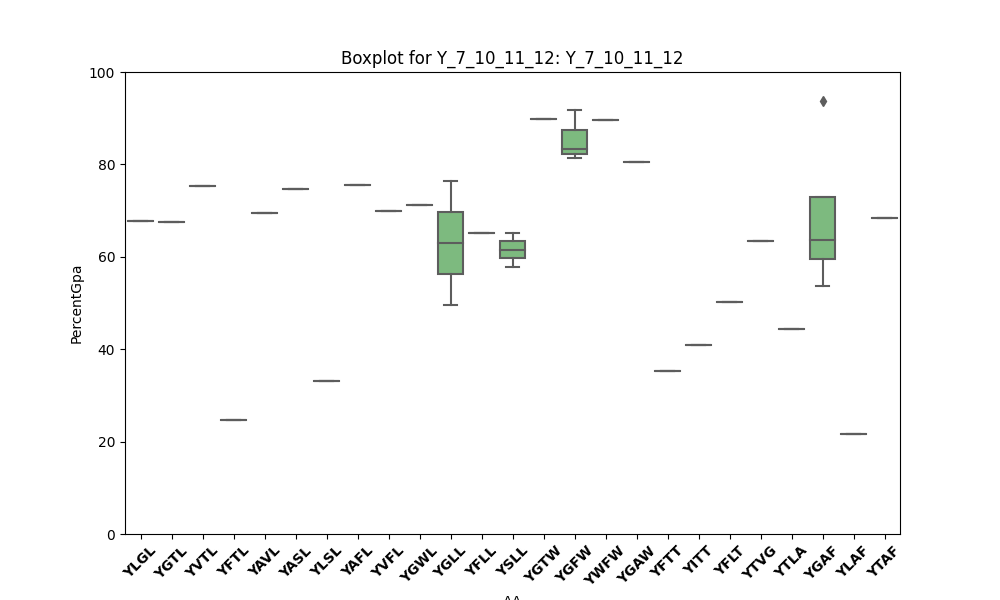 Boxplot for Y_7_10_11_12: Y_7_10_11_12
100
80
60
40
20
0
PercentGpa
YLGL YGTL YVTL YFTL YAVL YASL YLSL YAFL YVFL YGWL YGLL YFLL YSLL YGTW YGFW YWFW YGAW YFTT YITT YFLT YTVG YTLA YGAF YLAF YTAF
AA